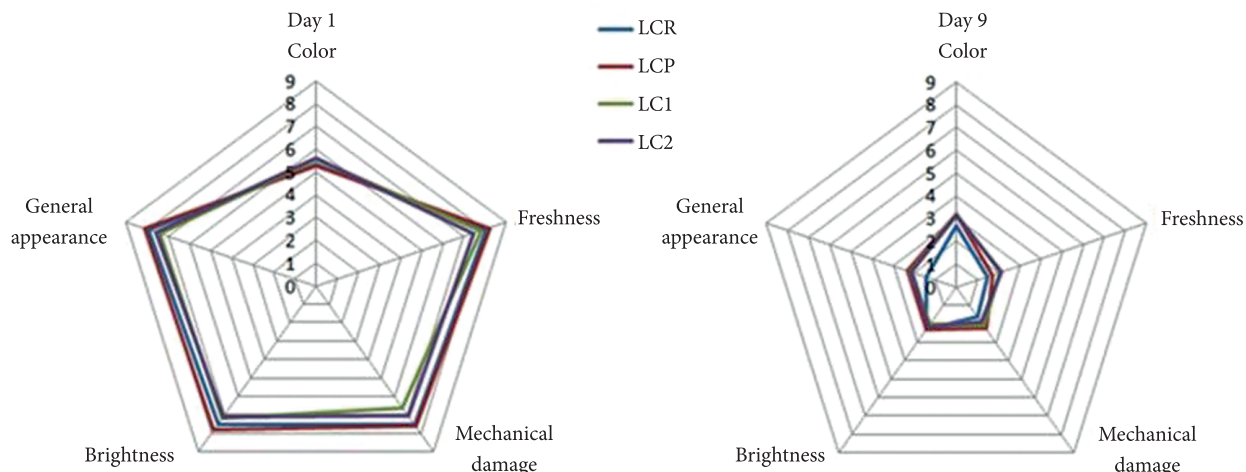 Day 1
Color
9
8
7
6
5
4
3
2
1
0
General
appearance
Freshness
Brightness
Mechanical
damage
LCR
LCP
LC1
LC2
Day 9
Color
9
8
7
6
5
4
3
2
1
0
General
appearance
Freshness
Brightness
Mechanical
damage